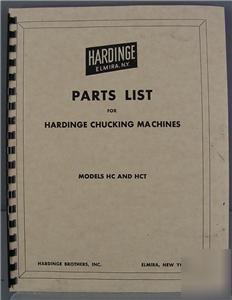 HARDINGE
ELMIRA, N.Y.
PARTS LIST
FOR
HARDINGE CHUCKING MACHINES
MODELS HC AND HCT
HARDINGE BROTHERS, INC. ELMIRA, NEW Y